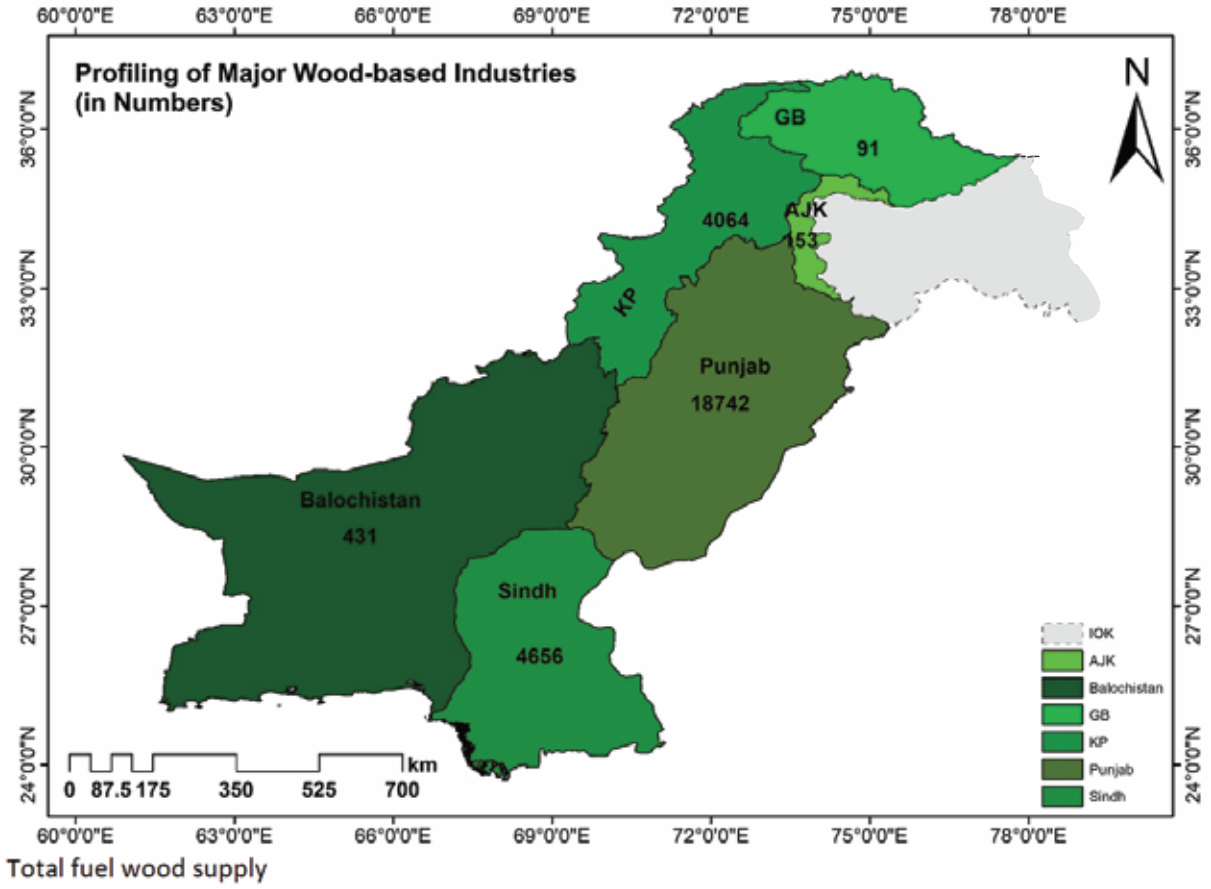 60°0'0"E 63°0'0"E 66°0'0"E 69°0'0"E 72°0'0"E 75°0'0"E 78°0'0"E
Profiling of Major Wood-based Industries
(in Numbers)
N
36°0'0"N
33°0'0"N
30°0'0"N
27°0'0"N
24°0'0"N
GB
91
AJK
153
4064
KP
Punjab
18742
Balochistan
431
Sindh
4656
36°0'0"N
33°0'0"N
30°0'0"N
27°0'0"N
24°0'0"N
IOK
AJK
Balochistan
GB
KP
Punjab
Sindh
km
0 87.5 175 350 525 700
60°0'0"E 63°0'0"E 66°0'0"E 69°0'0"E 72°0'0"E 75°0'0"E 78°0'0"E
Total fuel wood supply